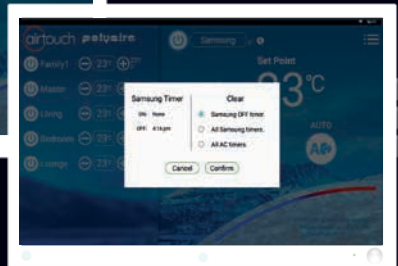 airtouch polyaire
Samsung
Family1 23°
Set Point
Master 23°
23°C
Living 23°
AUTO
Bedroom 23°
Lounge 23°
Samsung Timer
ON: None
OFF: 4:14 pm
Clear
Samsung OFF timer.
All Samsung timers.
All AC timers.
Cancel
Confirm